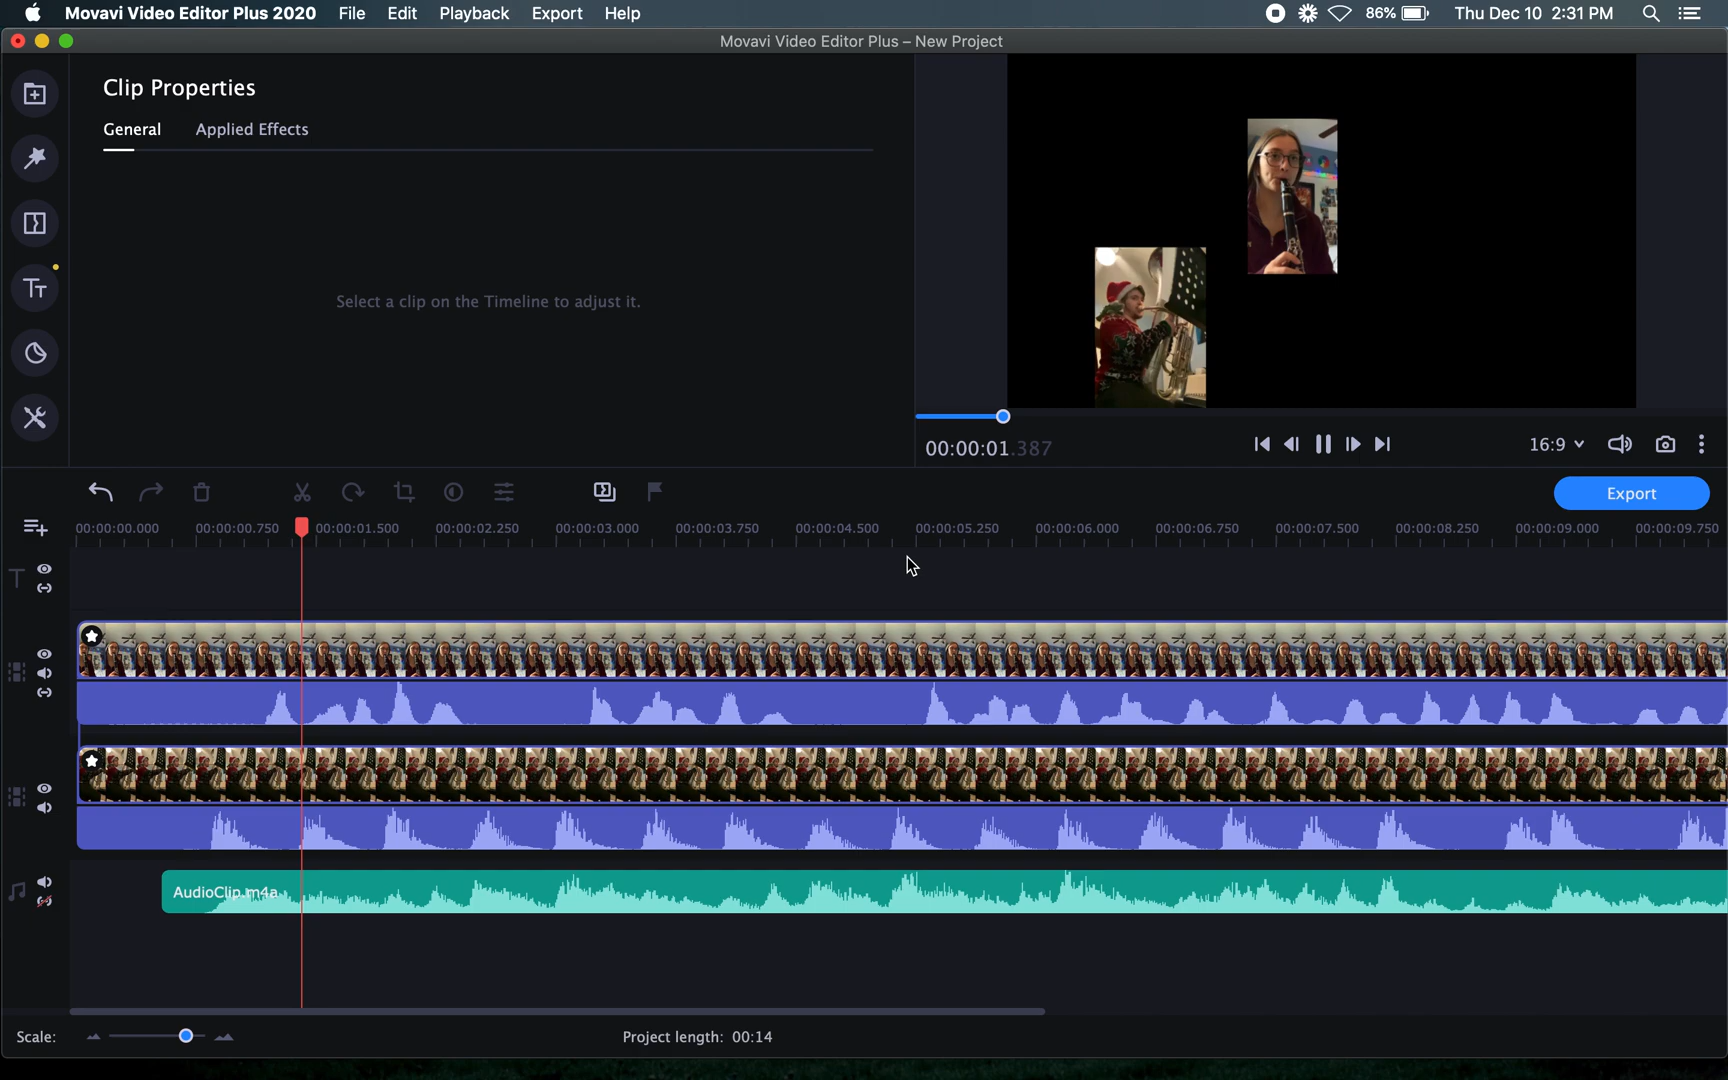 Movavi Video Editor Plus 2020 File Edit Playback Export Help 86% Thu Dec 10 2:31 PM
Movavi Video Editor Plus – New Project
Clip Properties
General Applied Effects
Select a clip on the Timeline to adjust it.
00:00:01.387
16:9
Export
00:00:00.000 00:00:00.750 00:00:01.500 00:00:02.250 00:00:03.000 00:00:03.750 00:00:04.500 00:00:05.250 00:00:06.000 00:00:06.750 00:00:07.500 00:00:08.250 00:00:09.000 00:00:09.750
AudioClip.m4a
Scale:
Project length: 00:14